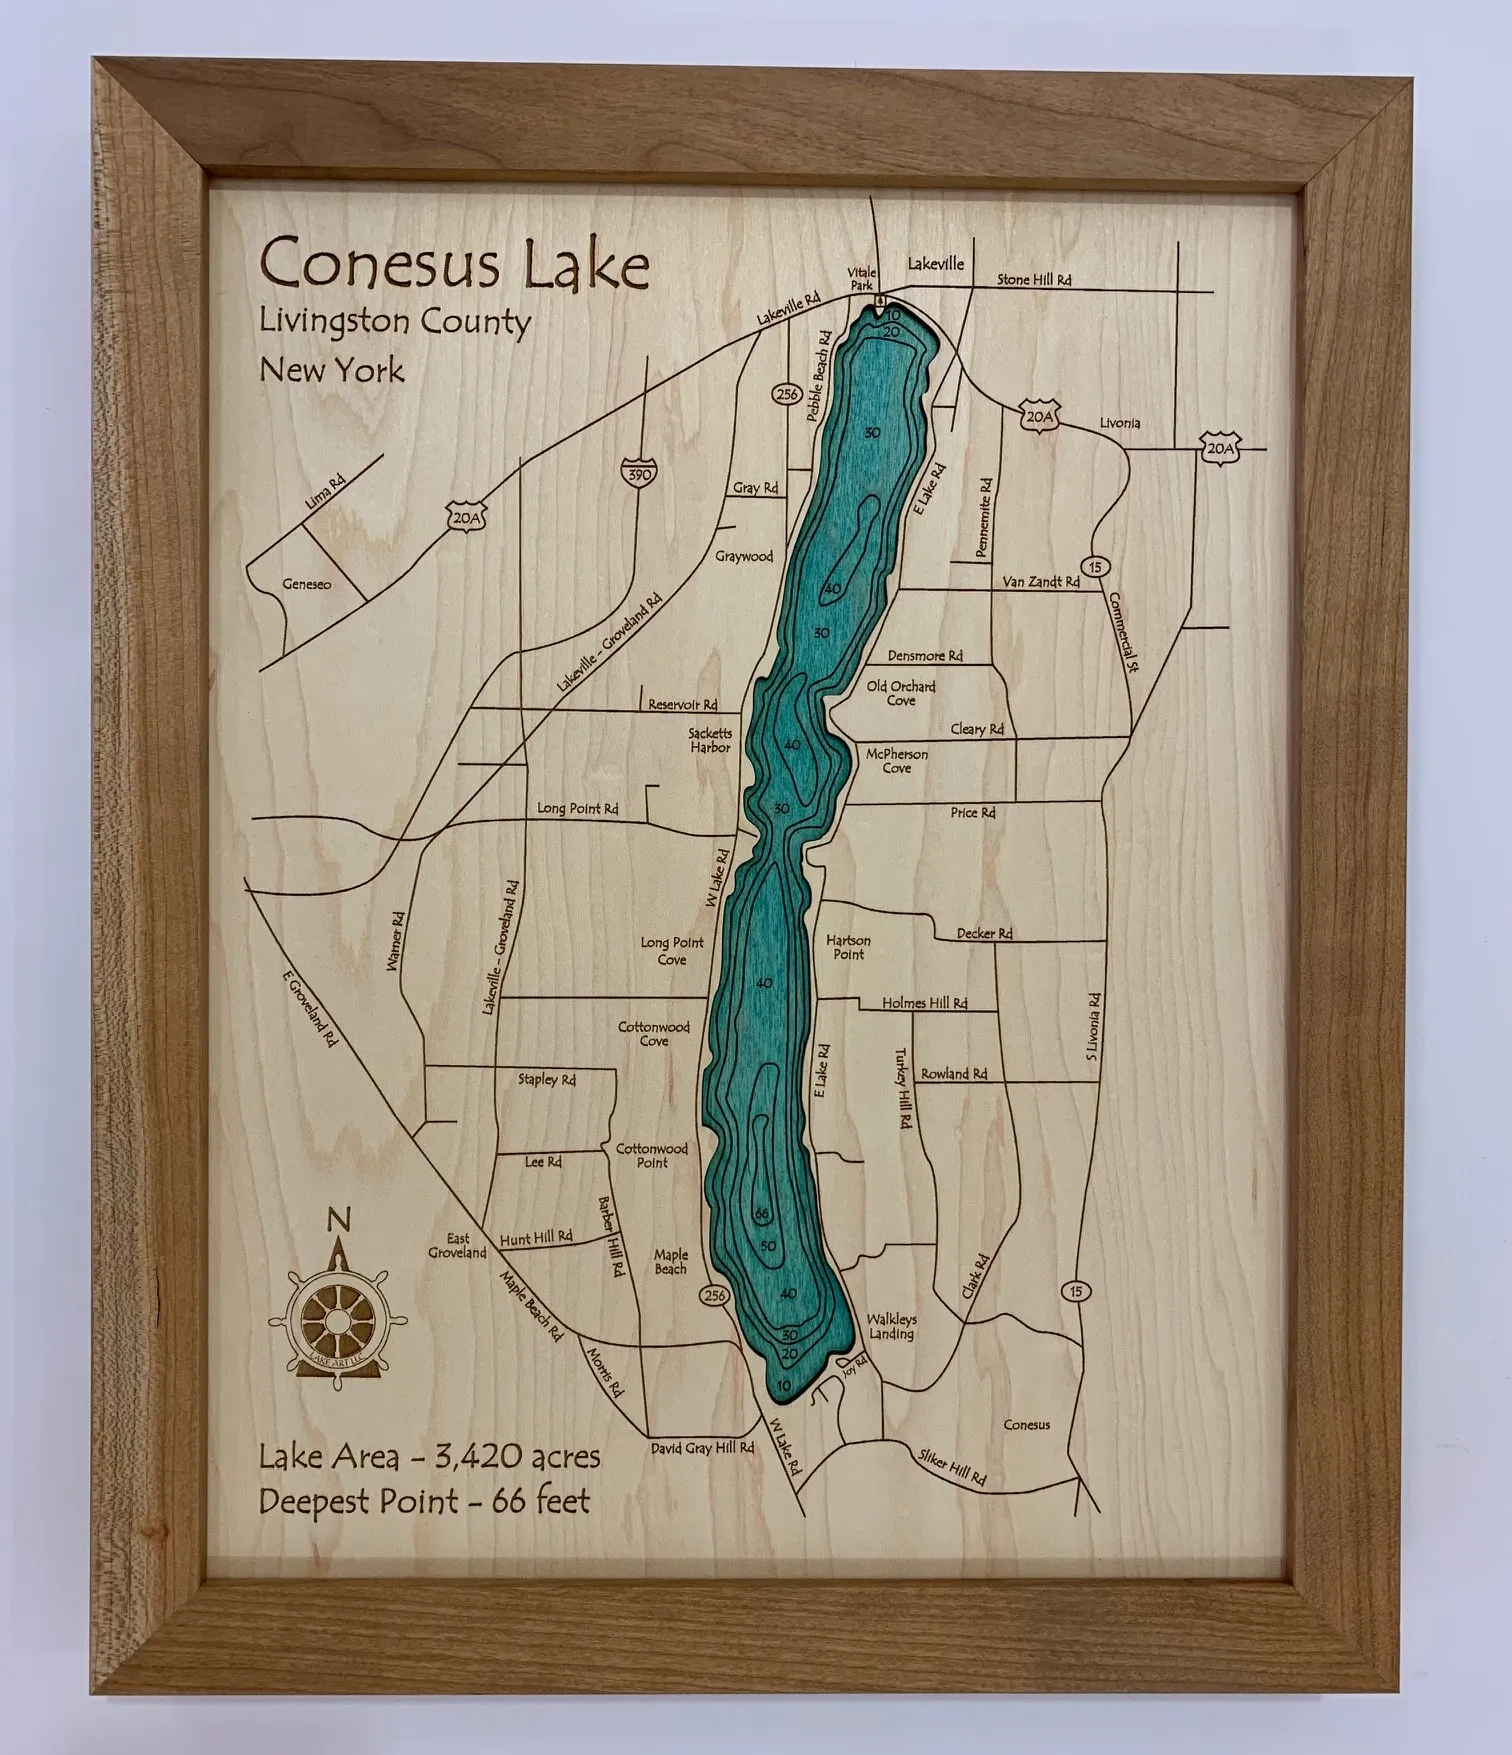 Conesus Lake
Livingston County
New York
Vitale
Park
Lakeville
Stone Hill Rd
Lakeville Rd
10
20
Pebble Beach Rd
256
30
20A
Livonia
20A
Lima Rd
390
20A
Gray Rd
E Lake Rd
Pennemite Rd
Graywood
Geneseo
40
15
Van Zandt Rd
Commercial St
30
Lakeville - Groveland Rd
Densmore Rd
Old Orchard
Cove
Reservoir Rd
Sacketts
Harbor
40
Cleary Rd
McPherson
Cove
Long Point Rd
30
Price Rd
W Lake Rd
Warner Rd
Lakeville - Groveland Rd
Long Point
Cove
Hartson
Point
Decker Rd
40
E Groveland Rd
Holmes Hill Rd
S Livonia Rd
Cottonwood
Cove
E Lake Rd
Turkey Hill Rd
Rowland Rd
Stapley Rd
Lee Rd
Cottonwood
Point
Barber Hill Rd
66
N
East
Groveland
Hunt Hill Rd
Maple
Beach
50
Maple Beach Rd
256
40
Clark Rd
15
Walkleys
Landing
30
20
10
Joy Rd
LAKE ART LLC
Morris Rd
Conesus
W Lake Rd
David Gray Hill Rd
Sliker Hill Rd
Lake Area - 3,420 acres
Deepest Point - 66 feet